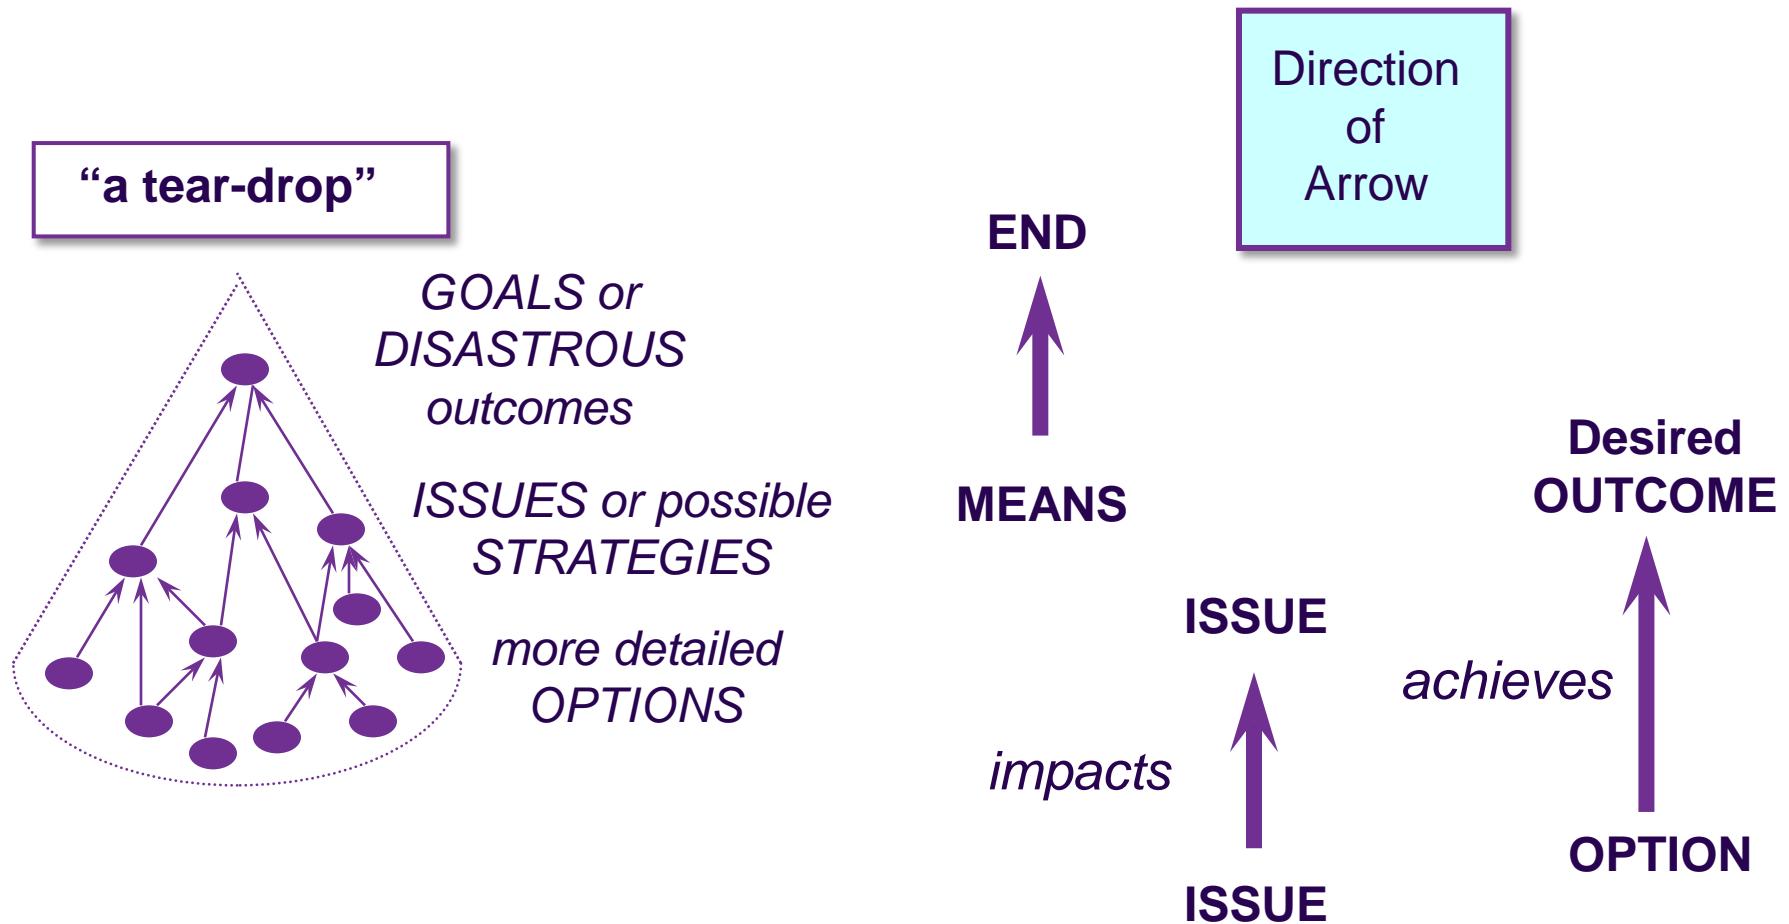 “a tear-drop”
GOALS or
DISASTROUS
outcomes
ISSUES or possible
STRATEGIES
more detailed
OPTIONS
Direction
of
Arrow
END
MEANS
ISSUE
impacts
ISSUE
Desired
OUTCOME
achieves
OPTION